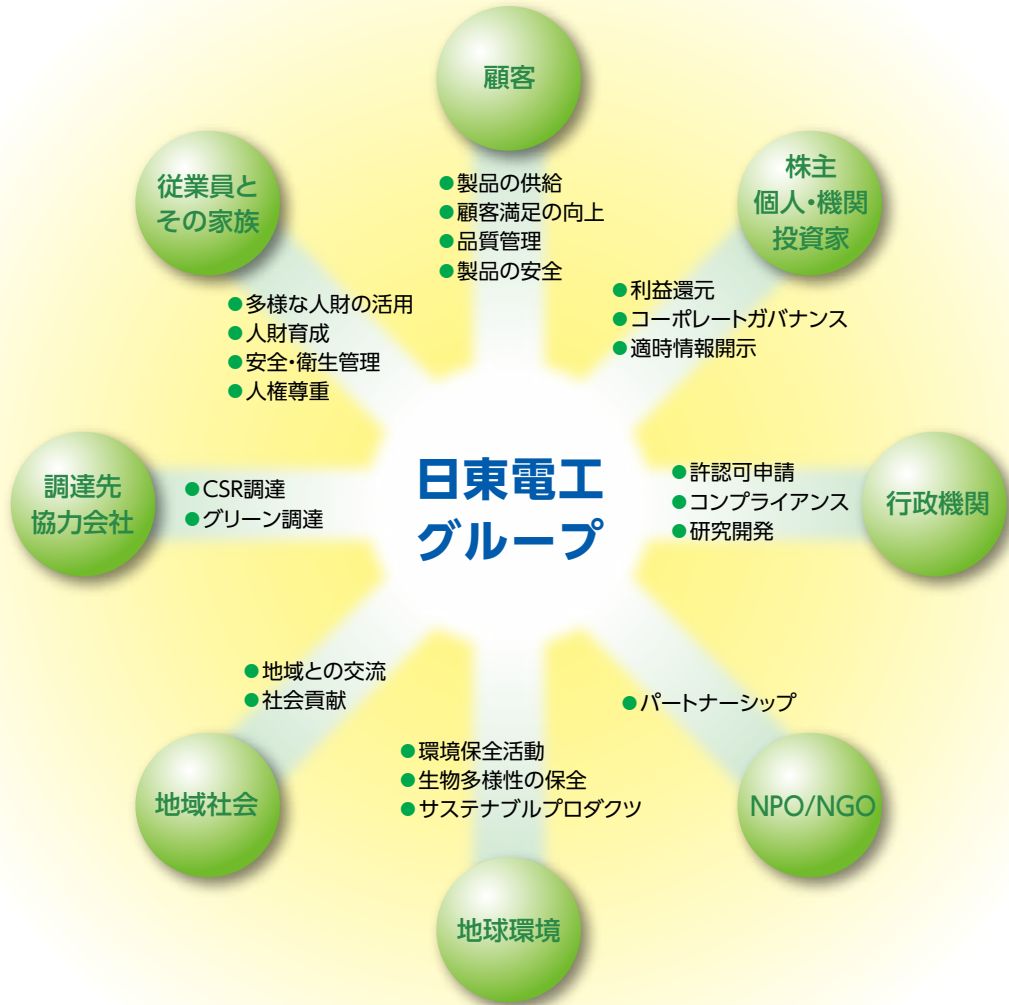 顧客
●製品の供給
●顧客満足の向上
●品質管理
●製品の安全
株主
個人・機関
投資家
●利益還元
●コーポレートガバナンス
●適時情報開示
行政機関
●許認可申請
●コンプライアンス
●研究開発
NPO/NGO
●パートナーシップ
地球環境
●環境保全活動
●生物多様性の保全
●サステナブルプロダクツ
地域社会
●地域との交流
●社会貢献
調達先
協力会社
●CSR調達
●グリーン調達
従業員と
その家族
●多様な人財の活用
●人財育成
●安全・衛生管理
●人権尊重
日東電工
グループ